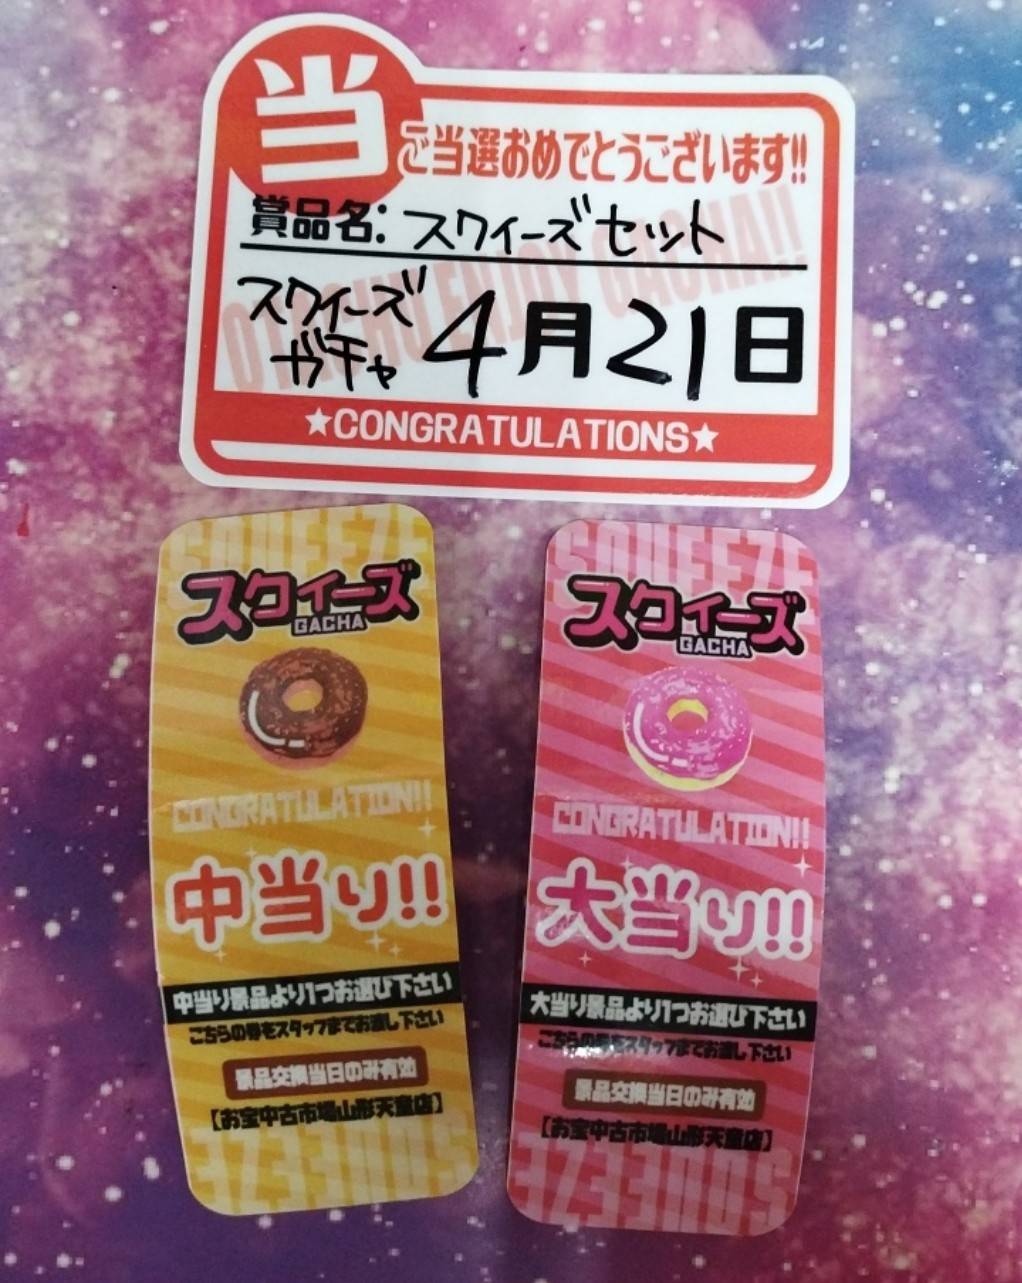 当
ご当選おめでとうございます!!
賞品名: スクイーズセット
スクイーズ
ガチャ
4月21日
★CONGRATULATIONS★
SQUEEZE
スクイーズ
GACHA
CONGRATULATION!!
中当り!!
中当り景品より1つお選び下さい
こちらの券をスタッフまでお渡し下さい
景品交換当日のみ有効
【お宝中古市場山形天童店】
SQUEEZE
SQUEEZE
スクイーズ
GACHA
CONGRATULATION!!
大当り!!
大当り景品より1つお選び下さい
こちらの券をスタッフまでお渡し下さい
景品交換当日のみ有効
【お宝中古市場山形天童店】
SQUEEZE